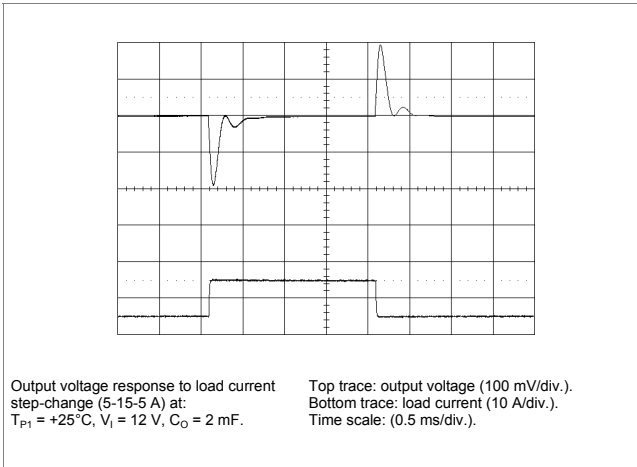 Output voltage response to load current
step-change (5-15-5 A) at:
T_P1 = +25°C, V_I = 12 V, C_O = 2 mF.
Top trace: output voltage (100 mV/div.).
Bottom trace: load current (10 A/div.).
Time scale: (0.5 ms/div.).